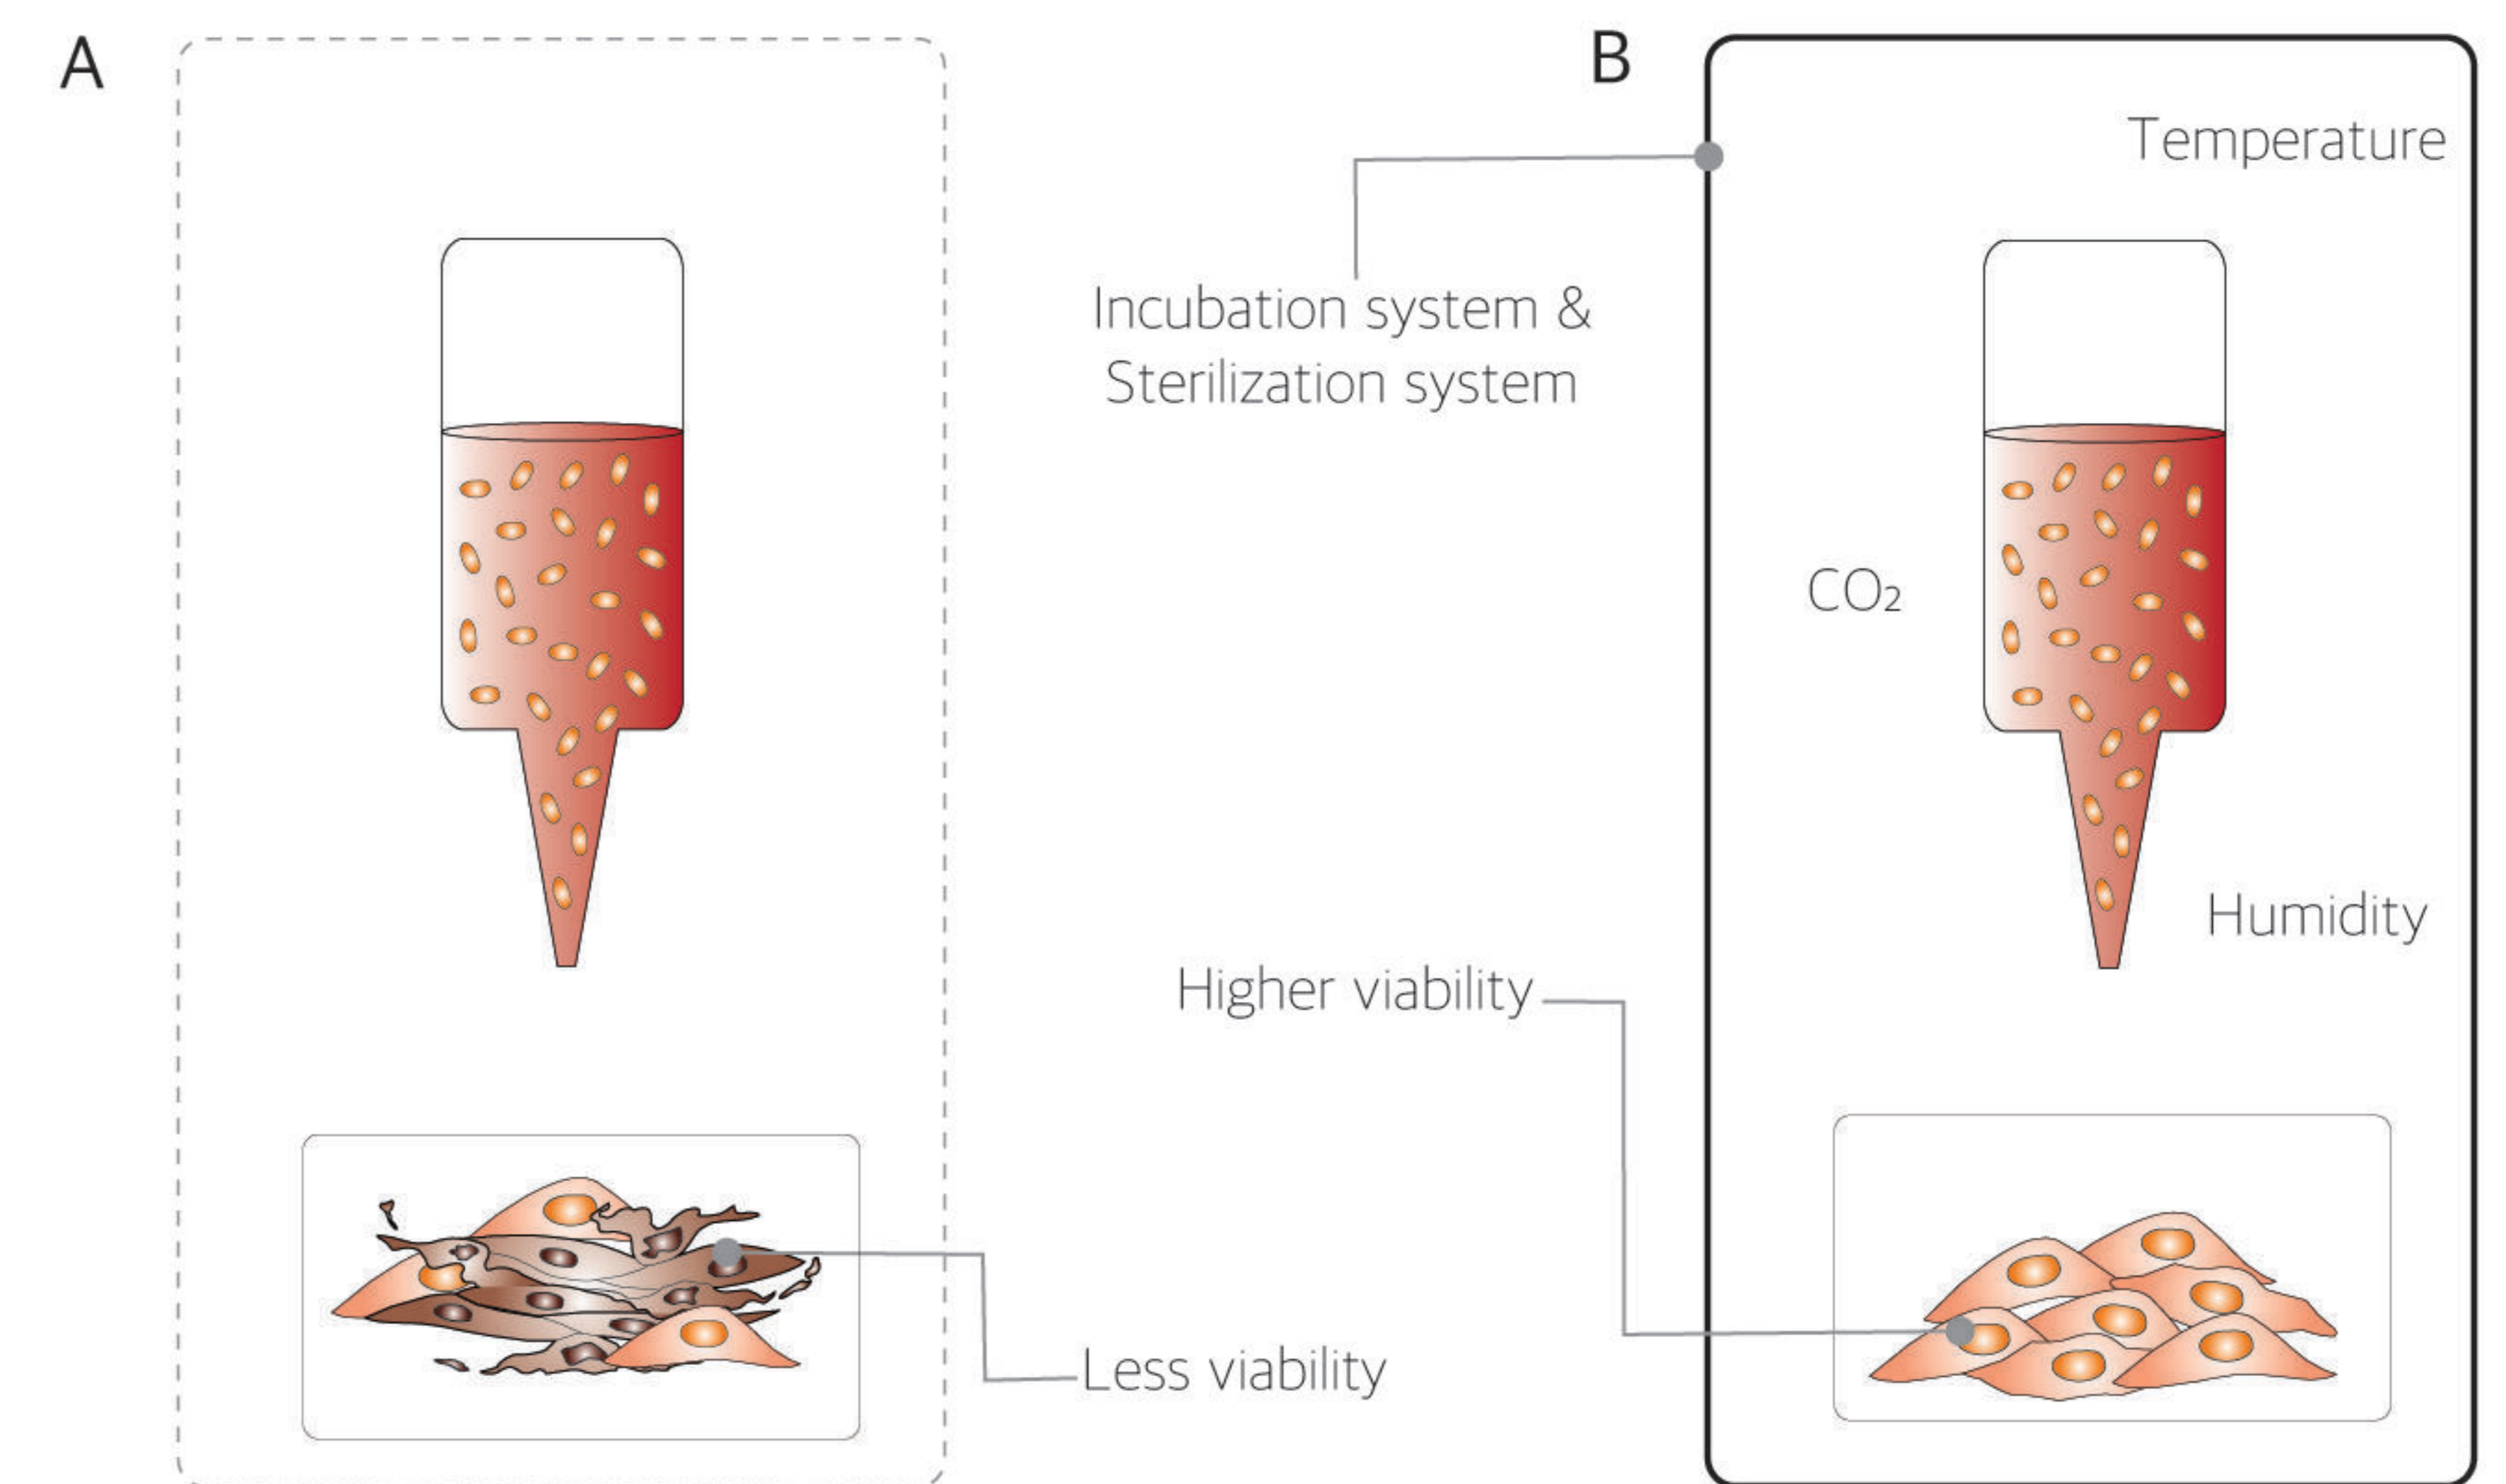 A
B
Temperature
Incubation system &
Sterilization system
CO₂
Humidity
Higher viability
Less viability